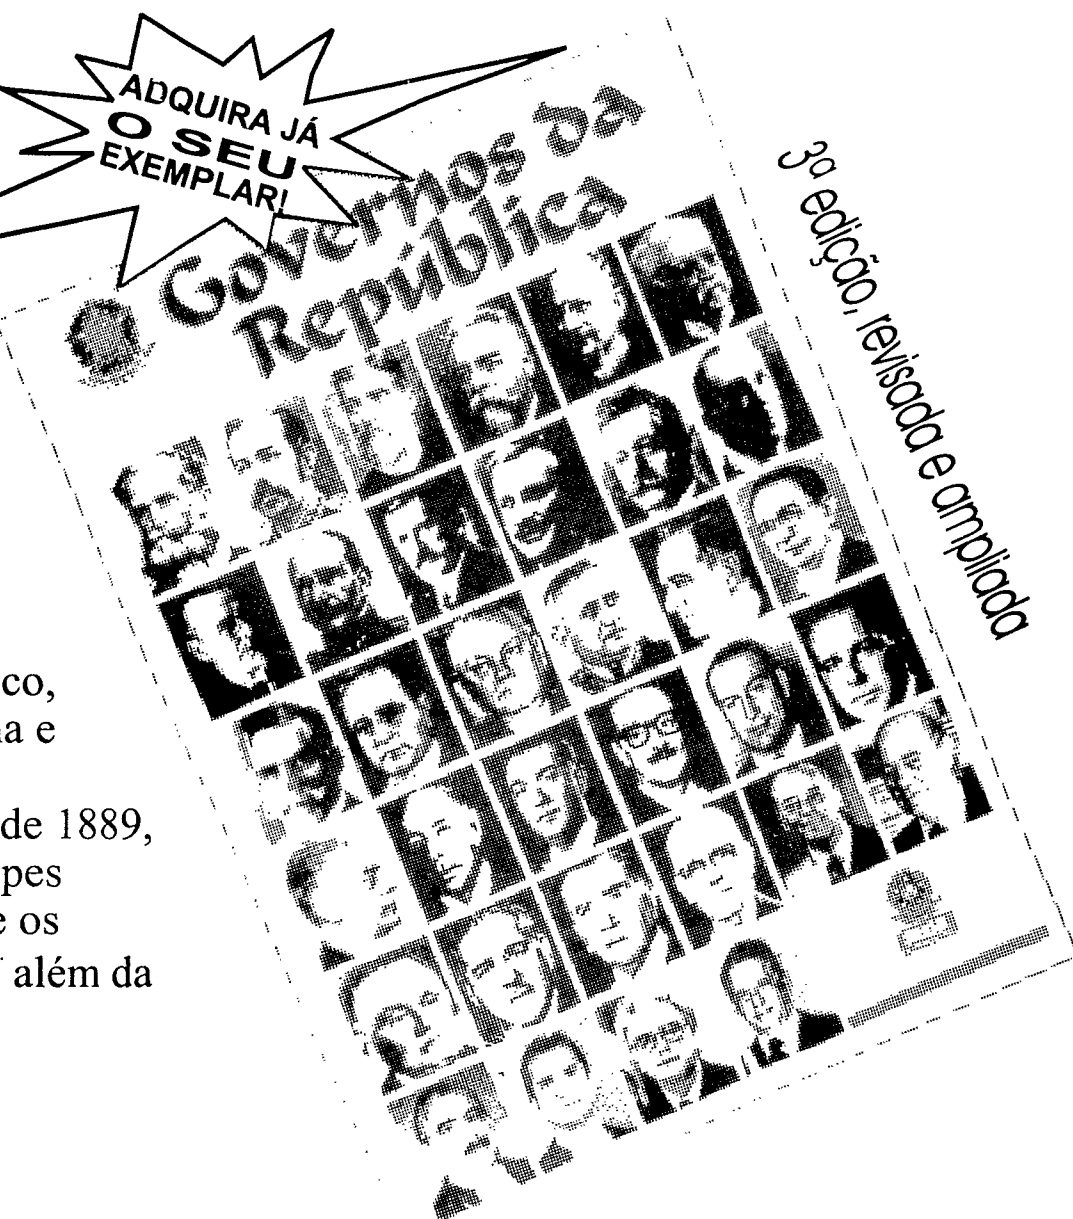 ADQUIRA JÁ
O SEU
EXEMPLAR!
Governos da
República
3ª edição, revisada e ampliada
co,
a e
de 1889,
pes
e os
além da